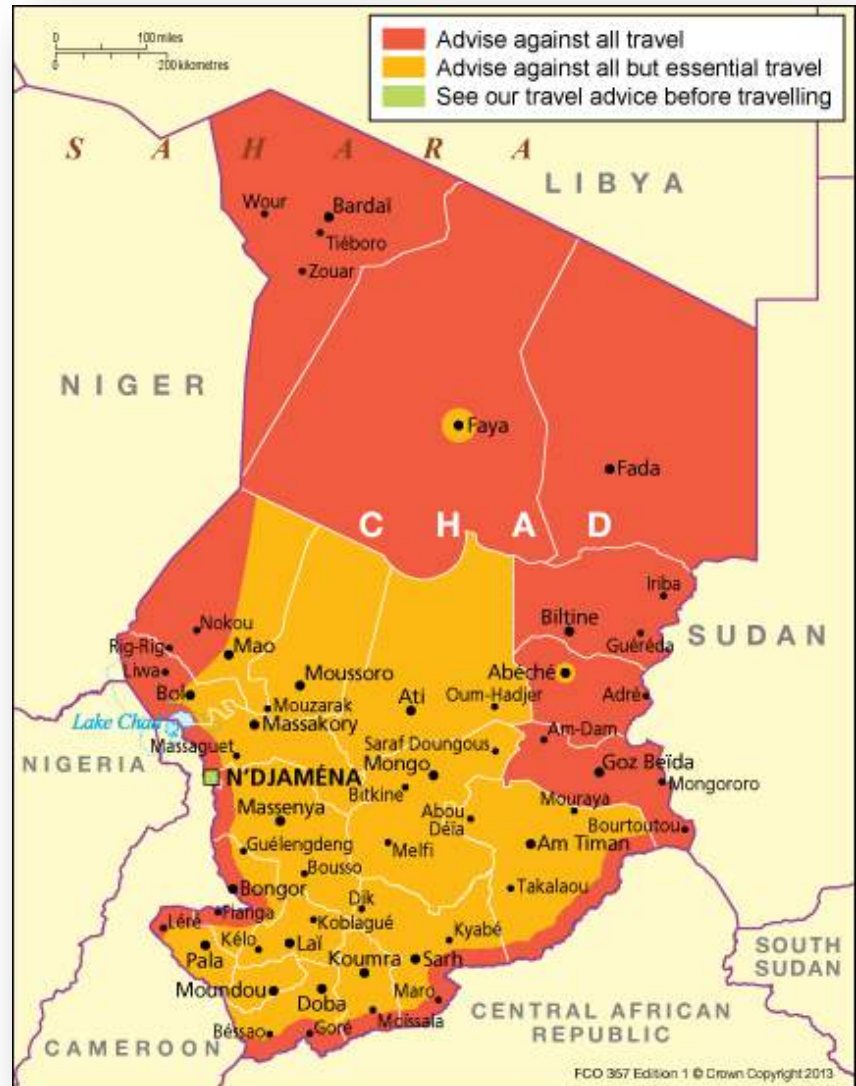 0 100 miles
0 200 kilometres
Advise against all travel
Advise against all but essential travel
See our travel advice before travelling
S A H A R A
LIBYA
Wour
Bardaï
Tiéboro
Zouar
NIGER
Faya
Fada
CHAD
Iriba
Nokou
Biltine
Guéréda
SUDAN
Rig-Rig
Mao
Liwa
Moussoro
Abéché
Bol
Mouzarak
Ati
Oum-Hadjer
Adré
Lake Chad
Massakory
Am-Dam
Massaguet
Saraf Doungous
NIGERIA
Mongo
Goz Beïda
N'DJAMÉNA
Bitkine
Mongororo
Massenya
Abou
Déïa
Mouraya
Bourtoutou
Guélengdeng
Melfi
Am Timan
Bousso
Bongor
Takalaou
Djk
Fianga
Léré
Koblagué
Kyabé
Kélo
Laï
Pala
Koumra
Sarh
SOUTH
SUDAN
Moundou
Doba
Maro
Moissala
CENTRAL AFRICAN
REPUBLIC
Béssao
Goré
CAMEROON
FCO 367 Edition 1 © Crown Copyright 2013